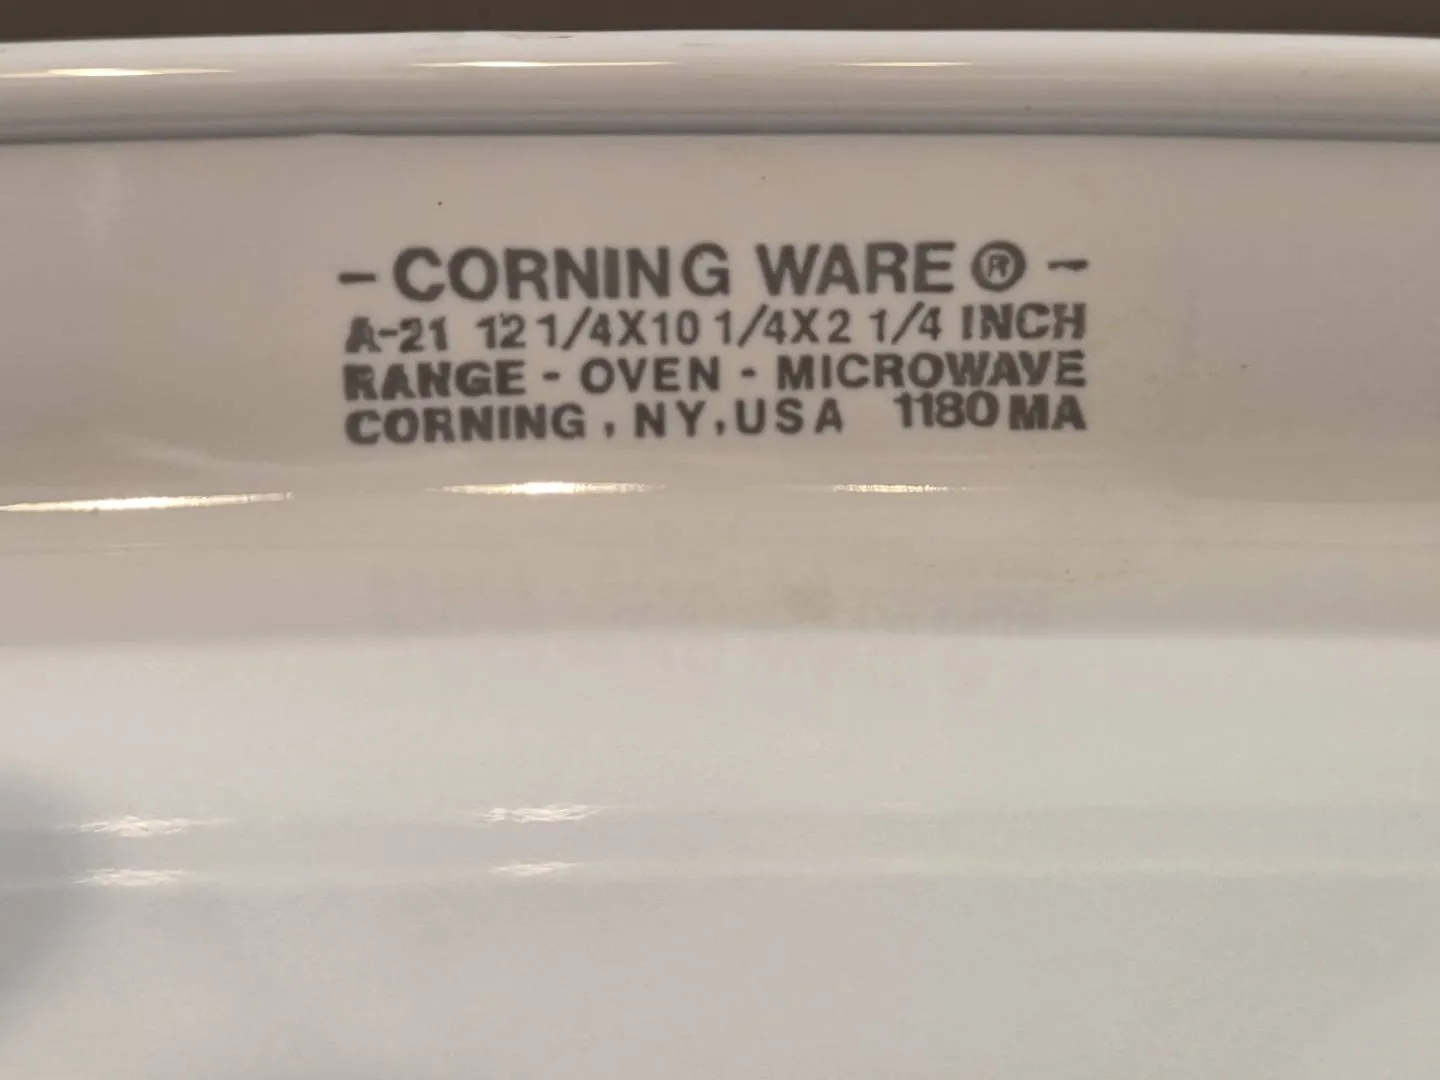 - CORNING WARE ® -
A-21 12 1/4X10 1/4X2 1/4 INCH
RANGE - OVEN - MICROWAVE
CORNING, NY, USA 1180 MA